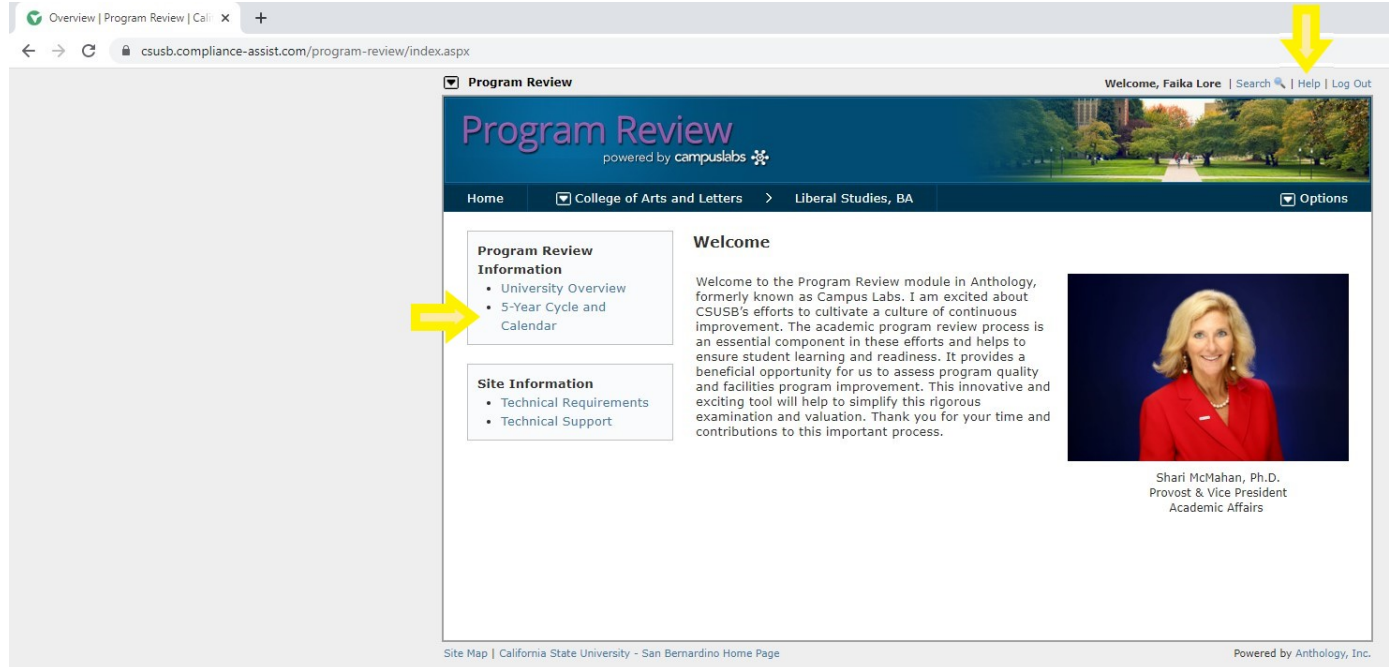 Overview | Program Review | Cali
csusb.compliance-assist.com/program-review/index.aspx
Program Review
Welcome, Faika Lore | Search | Help | Log Out
Program Review
powered by campuslabs
Home College of Arts and Letters > Liberal Studies, BA Options
Program Review
Information
• University Overview
• 5-Year Cycle and
Calendar
Site Information
• Technical Requirements
• Technical Support
Welcome
Welcome to the Program Review module in Anthology,
formerly known as Campus Labs. I am excited about
CSUSB's efforts to cultivate a culture of continuous
improvement. The academic program review process is
an essential component in these efforts and helps to
ensure student learning and readiness. It provides a
beneficial opportunity for us to assess program quality
and facilities program improvement. This innovative and
exciting tool will help to simplify this rigorous
examination and valuation. Thank you for your time and
contributions to this important process.
Shari McMahan, Ph.D.
Provost & Vice President
Academic Affairs
Site Map | California State University - San Bernardino Home Page
Powered by Anthology, Inc.